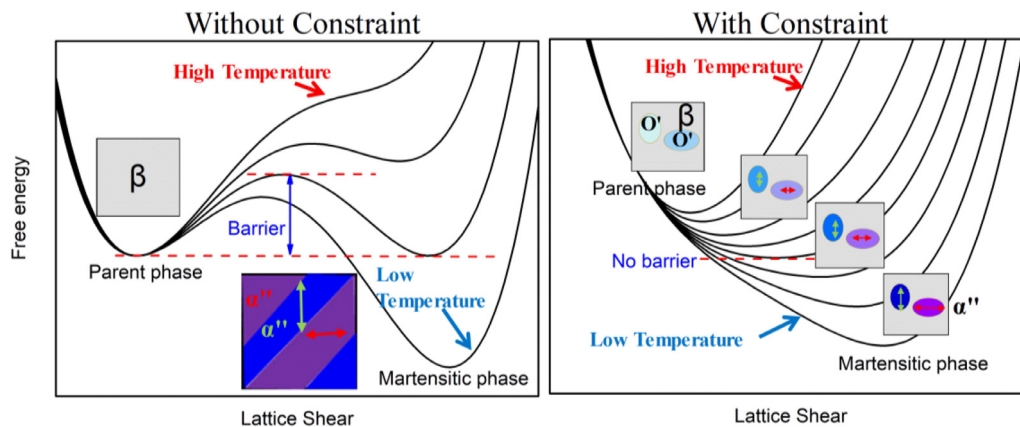 Without Constraint
High Temperature
β
Barrier
Parent phase
Low
Temperature
α''
α''
Martensitic phase
Free energy
Lattice Shear
With Constraint
High Temperature
O'
β
O'
Parent phase
No barrier
α''
Low Temperature
Martensitic phase
Lattice Shear